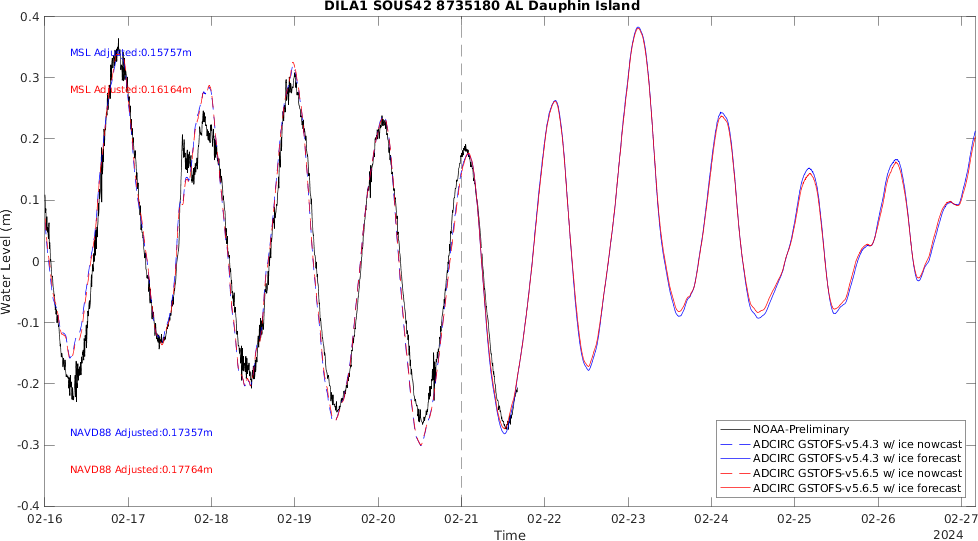 DILA1 SOUS42 8735180 AL Dauphin Island
0.4
0.3
0.2
0.1
0
-0.1
-0.2
-0.3
-0.4
Water Level (m)
MSL Adjusted:0.15757m
MSL Adjusted:0.16164m
NAVD88 Adjusted:0.17357m
NAVD88 Adjusted:0.17764m
NOAA-Preliminary
ADCIRC GSTOFS-v5.4.3 w/ ice nowcast
ADCIRC GSTOFS-v5.4.3 w/ ice forecast
ADCIRC GSTOFS-v5.6.5 w/ ice nowcast
ADCIRC GSTOFS-v5.6.5 w/ ice forecast
02-16 02-17 02-18 02-19 02-20 02-21 02-22 02-23 02-24 02-25 02-26 02-27
Time
2024